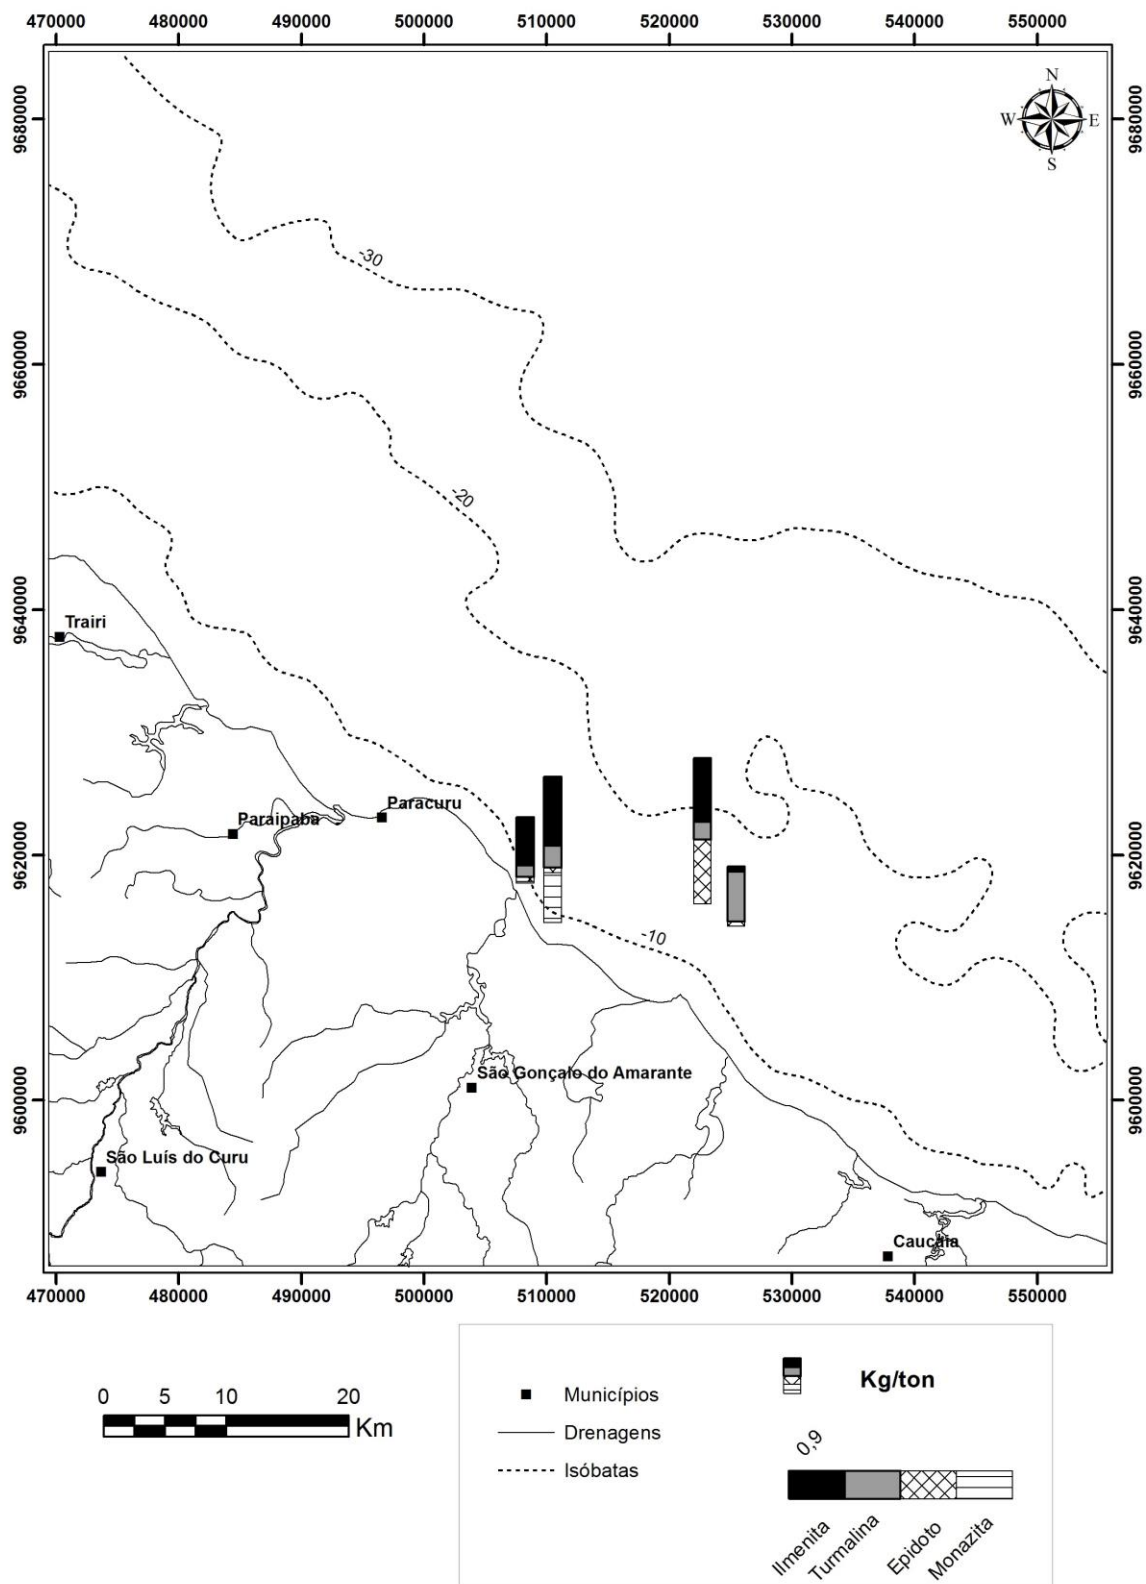 470000 480000 490000 500000 510000 520000 530000 540000 550000
N
W E
S
9680000 9680000
-30
9660000 9660000
-20
9640000 9640000
Trairi
Paracuru
Paraipaba
9620000 9620000
-10
São Gonçalo do Amarante
9600000 9600000
São Luís do Curu
Caucaia
470000 480000 490000 500000 510000 520000 530000 540000 550000
0 5 10 20
Km
Municípios
Drenagens
Isóbatas
Kg/ton
0,9
Ilmenita
Turmalina
Epidoto
Monazita